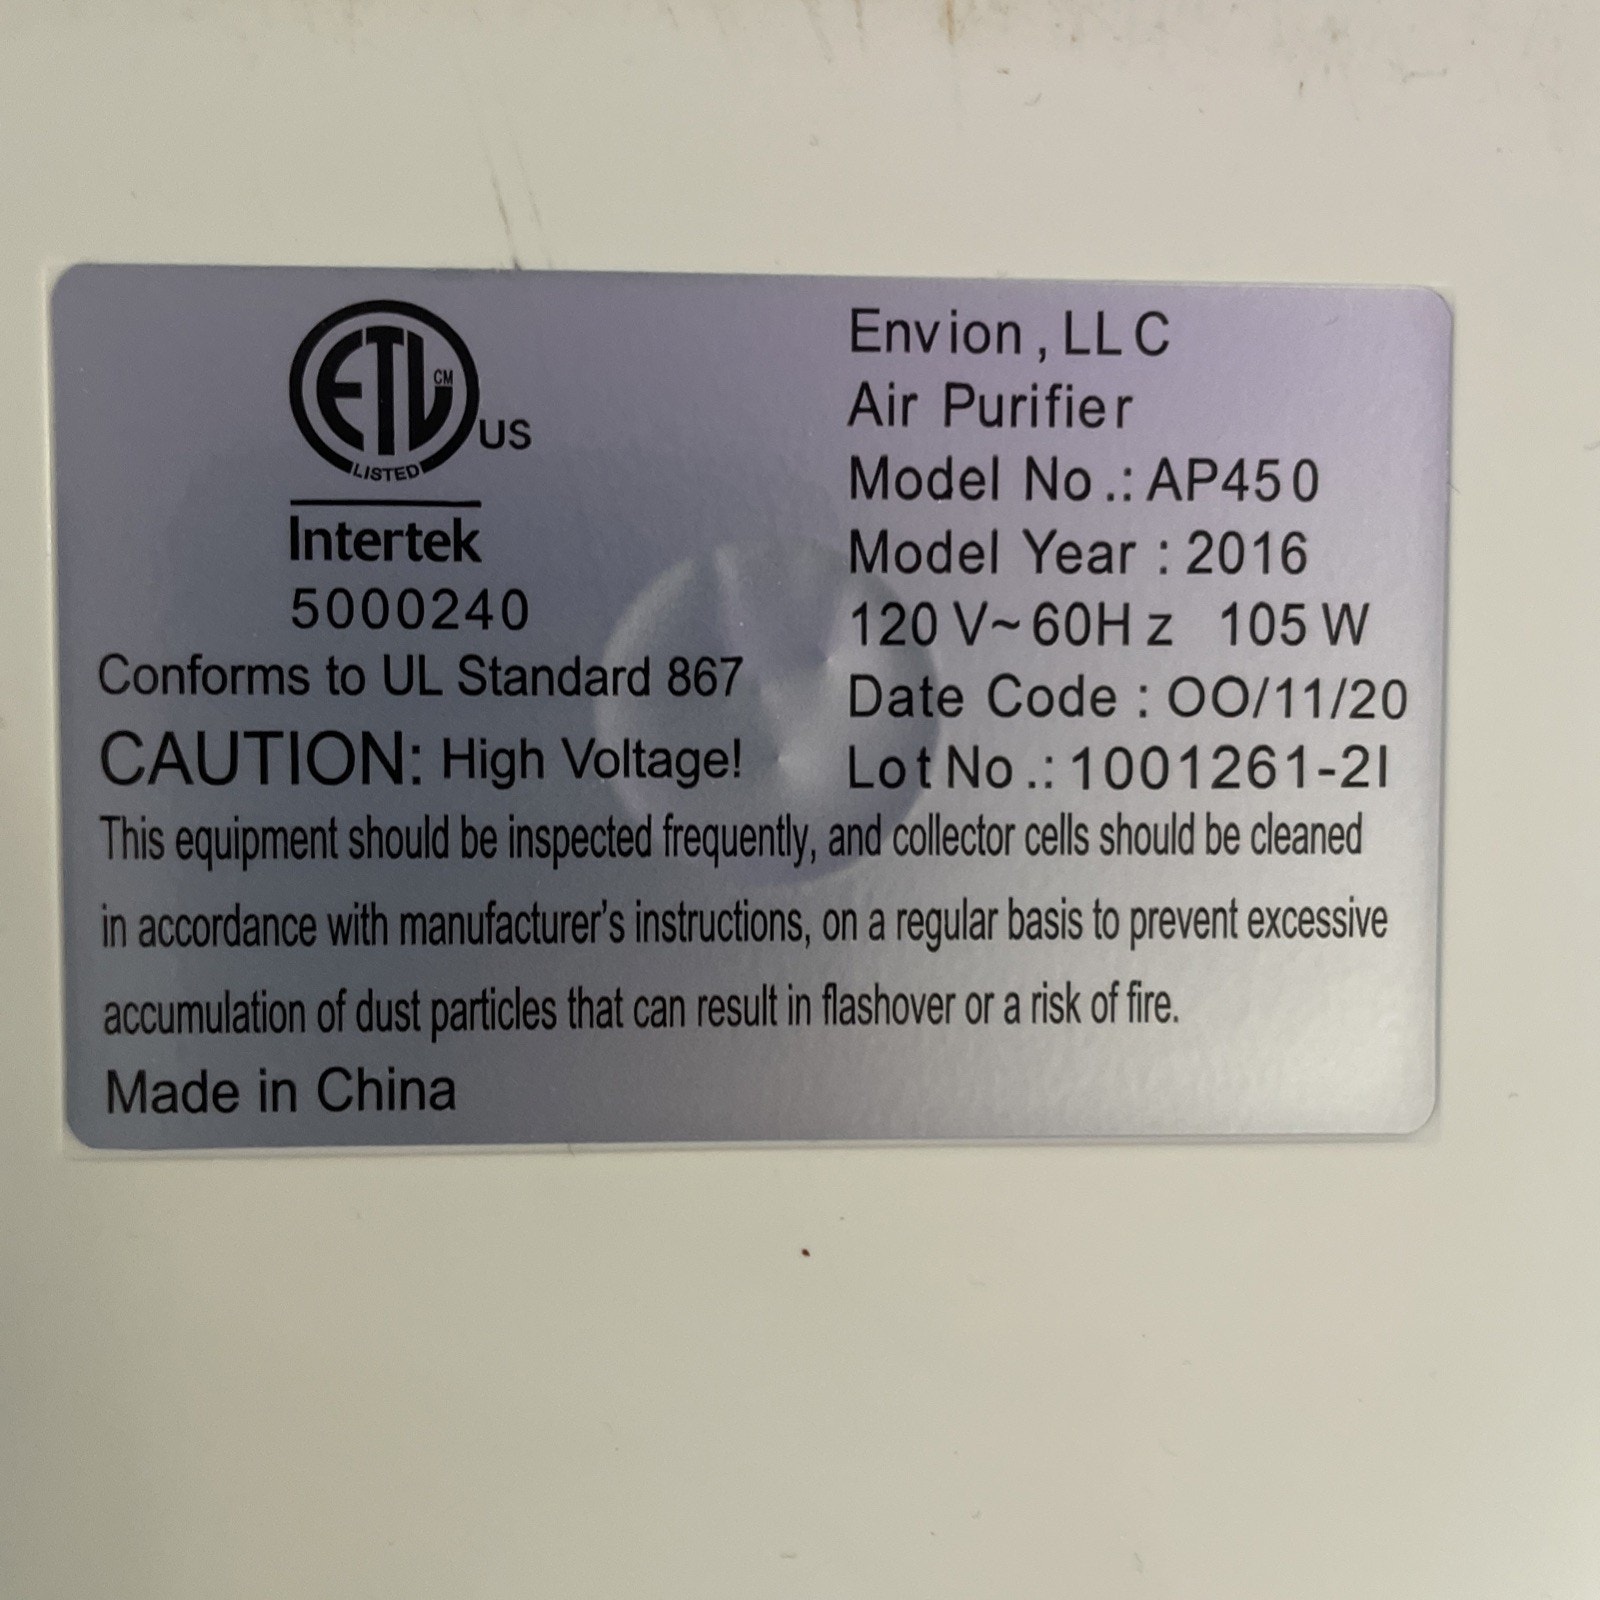 ETL CM
US
LISTED
Intertek
5000240
Conforms to UL Standard 867
CAUTION: High Voltage!
Envion, LLC
Air Purifier
Model No.: AP450
Model Year : 2016
120 V~60Hz 105 W
Date Code : OO/11/20
Lot No.: 1001261-2I
This equipment should be inspected frequently, and collector cells should be cleaned
in accordance with manufacturer's instructions, on a regular basis to prevent excessive
accumulation of dust particles that can result in flashover or a risk of fire.
Made in China